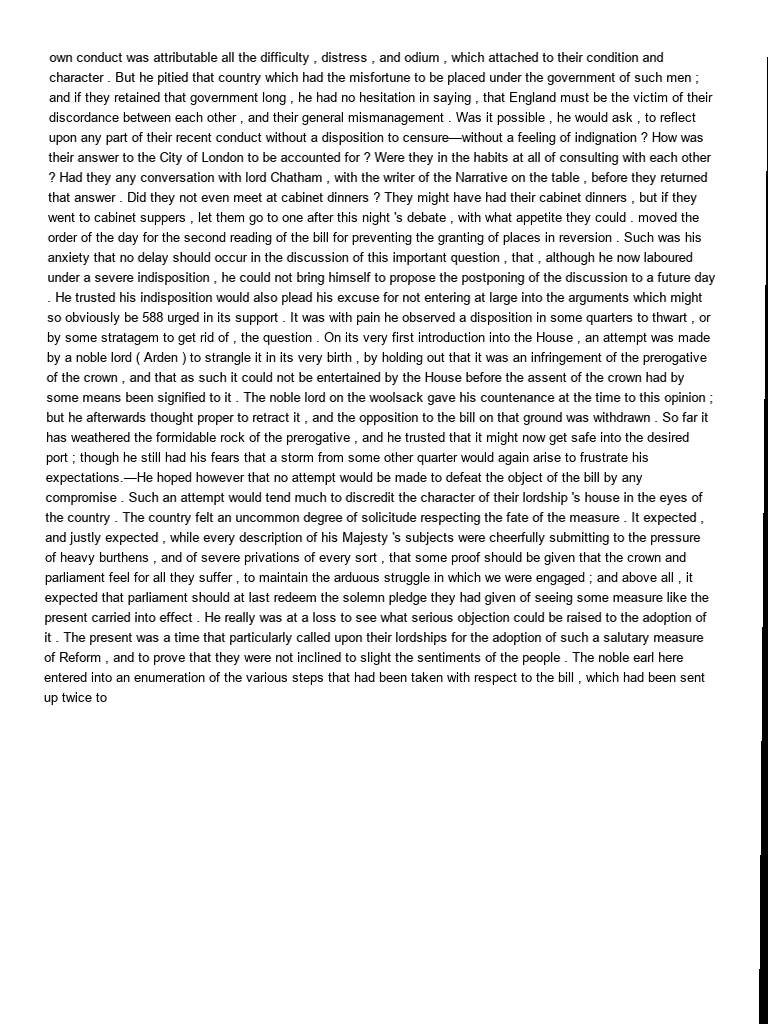 own conduct was attributable all the difficulty , distress , and odium , which attached to their condition and
character . But he pitied that country which had the misfortune to be placed under the government of such men ;
and if they retained that government long , he had no hesitation in saying , that England must be the victim of their
discordance between each other , and their general mismanagement . Was it possible , he would ask , to reflect
upon any part of their recent conduct without a disposition to censure—without a feeling of indignation ? How was
their answer to the City of London to be accounted for ? Were they in the habits at all of consulting with each other
? Had they any conversation with lord Chatham , with the writer of the Narrative on the table , before they returned
that answer . Did they not even meet at cabinet dinners ? They might have had their cabinet dinners , but if they
went to cabinet suppers , let them go to one after this night 's debate , with what appetite they could . moved the
order of the day for the second reading of the bill for preventing the granting of places in reversion . Such was his
anxiety that no delay should occur in the discussion of this important question , that , although he now laboured
under a severe indisposition , he could not bring himself to propose the postponing of the discussion to a future day
. He trusted his indisposition would also plead his excuse for not entering at large into the arguments which might
so obviously be 588 urged in its support . It was with pain he observed a disposition in some quarters to thwart , or
by some stratagem to get rid of , the question . On its very first introduction into the House , an attempt was made
by a noble lord ( Arden ) to strangle it in its very birth , by holding out that it was an infringement of the prerogative
of the crown , and that as such it could not be entertained by the House before the assent of the crown had by
some means been signified to it . The noble lord on the woolsack gave his countenance at the time to this opinion ;
but he afterwards thought proper to retract it , and the opposition to the bill on that ground was withdrawn . So far it
has weathered the formidable rock of the prerogative , and he trusted that it might now get safe into the desired
port ; though he still had his fears that a storm from some other quarter would again arise to frustrate his
expectations.—He hoped however that no attempt would be made to defeat the object of the bill by any
compromise . Such an attempt would tend much to discredit the character of their lordship 's house in the eyes of
the country . The country felt an uncommon degree of solicitude respecting the fate of the measure . It expected ,
and justly expected , while every description of his Majesty 's subjects were cheerfully submitting to the pressure
of heavy burthens , and of severe privations of every sort , that some proof should be given that the crown and
parliament feel for all they suffer , to maintain the arduous struggle in which we were engaged ; and above all , it
expected that parliament should at last redeem the solemn pledge they had given of seeing some measure like the
present carried into effect . He really was at a loss to see what serious objection could be raised to the adoption of
it . The present was a time that particularly called upon their lordships for the adoption of such a salutary measure
of Reform , and to prove that they were not inclined to slight the sentiments of the people . The noble earl here
entered into an enumeration of the various steps that had been taken with respect to the bill , which had been sent
up twice to